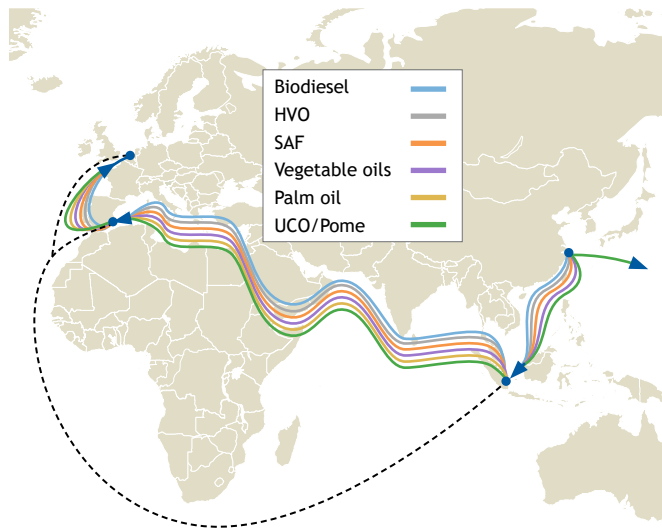 Biodiesel
HVO
SAF
Vegetable oils
Palm oil
UCO/Pome